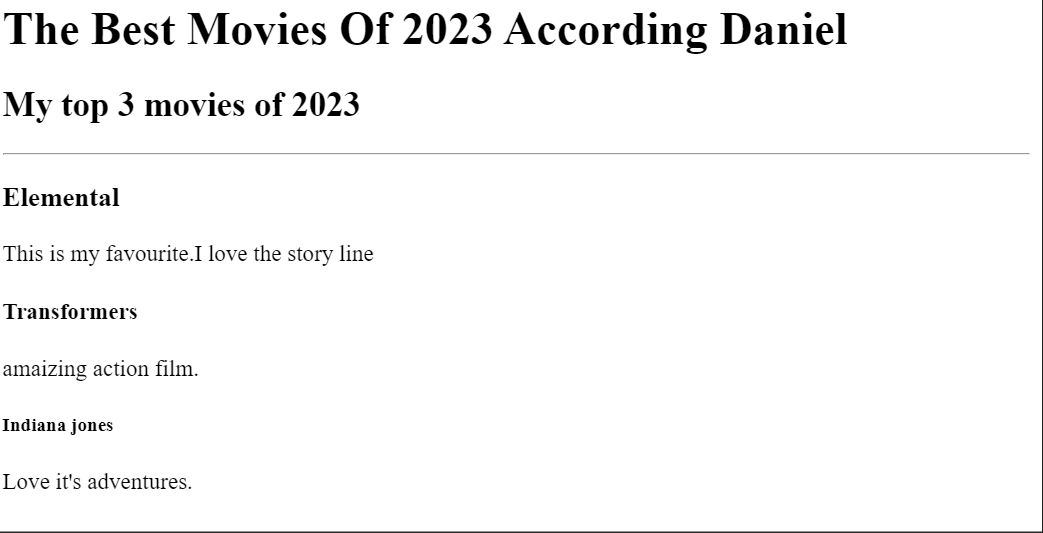 The Best Movies Of 2023 According Daniel
My top 3 movies of 2023
Elemental
This is my favourite.I love the story line
Transformers
amaizing action film.
Indiana jones
Love it's adventures.